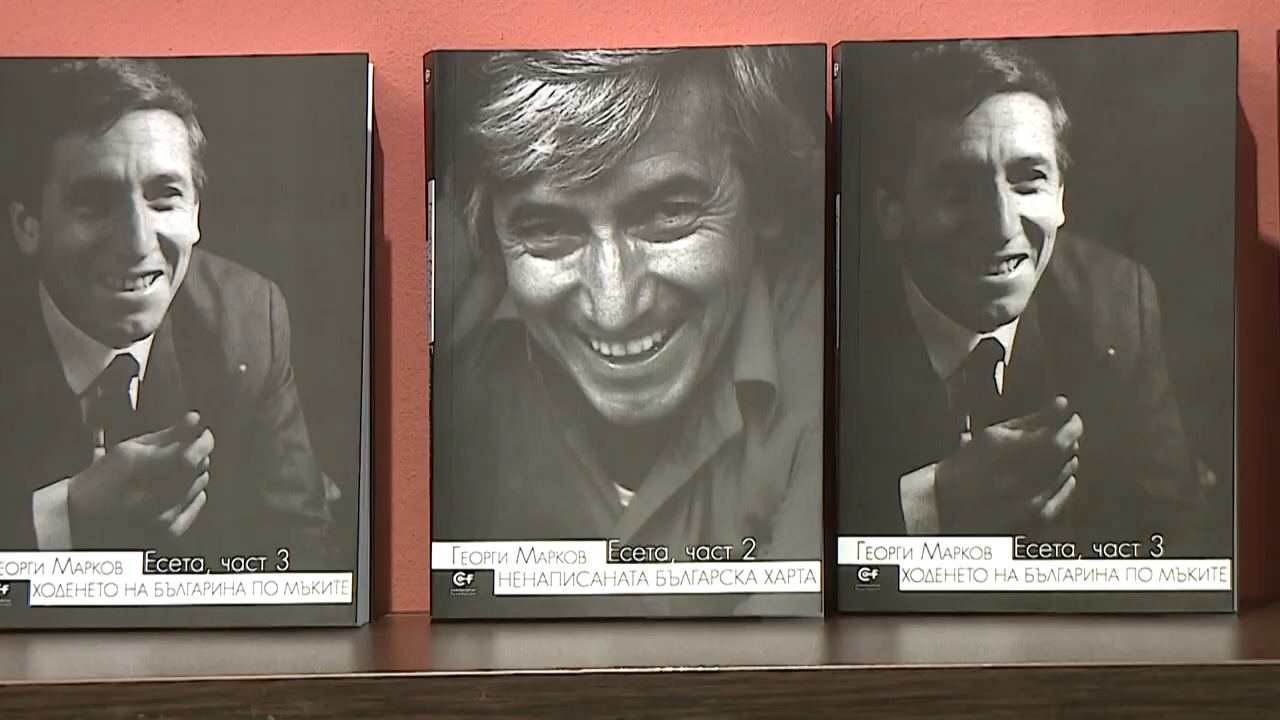 ЕОРГИ МАРКОВ Есета, част 3
ХОДЕНЕТО НА БЪЛГАРИНА ПО МЪКИТЕ
ГЕОРГИ МАРКОВ Есета, част 2
НЕНАПИСАНАТА БЪЛГАРСКА ХАРТА
ГЕОРГИ МАРКОВ Есета, част 3
ХОДЕНЕТО НА БЪЛГАРИНА ПО МЪКИТЕ